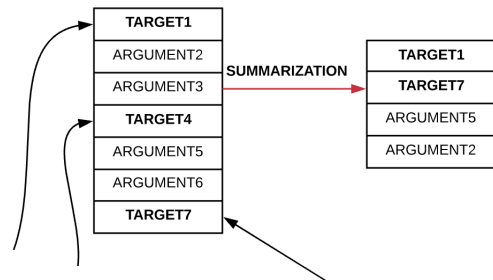 TARGET1
ARGUMENT2
ARGUMENT3
TARGET4
ARGUMENT5
ARGUMENT6
TARGET7
SUMMARIZATION
TARGET1
TARGET7
ARGUMENT5
ARGUMENT2